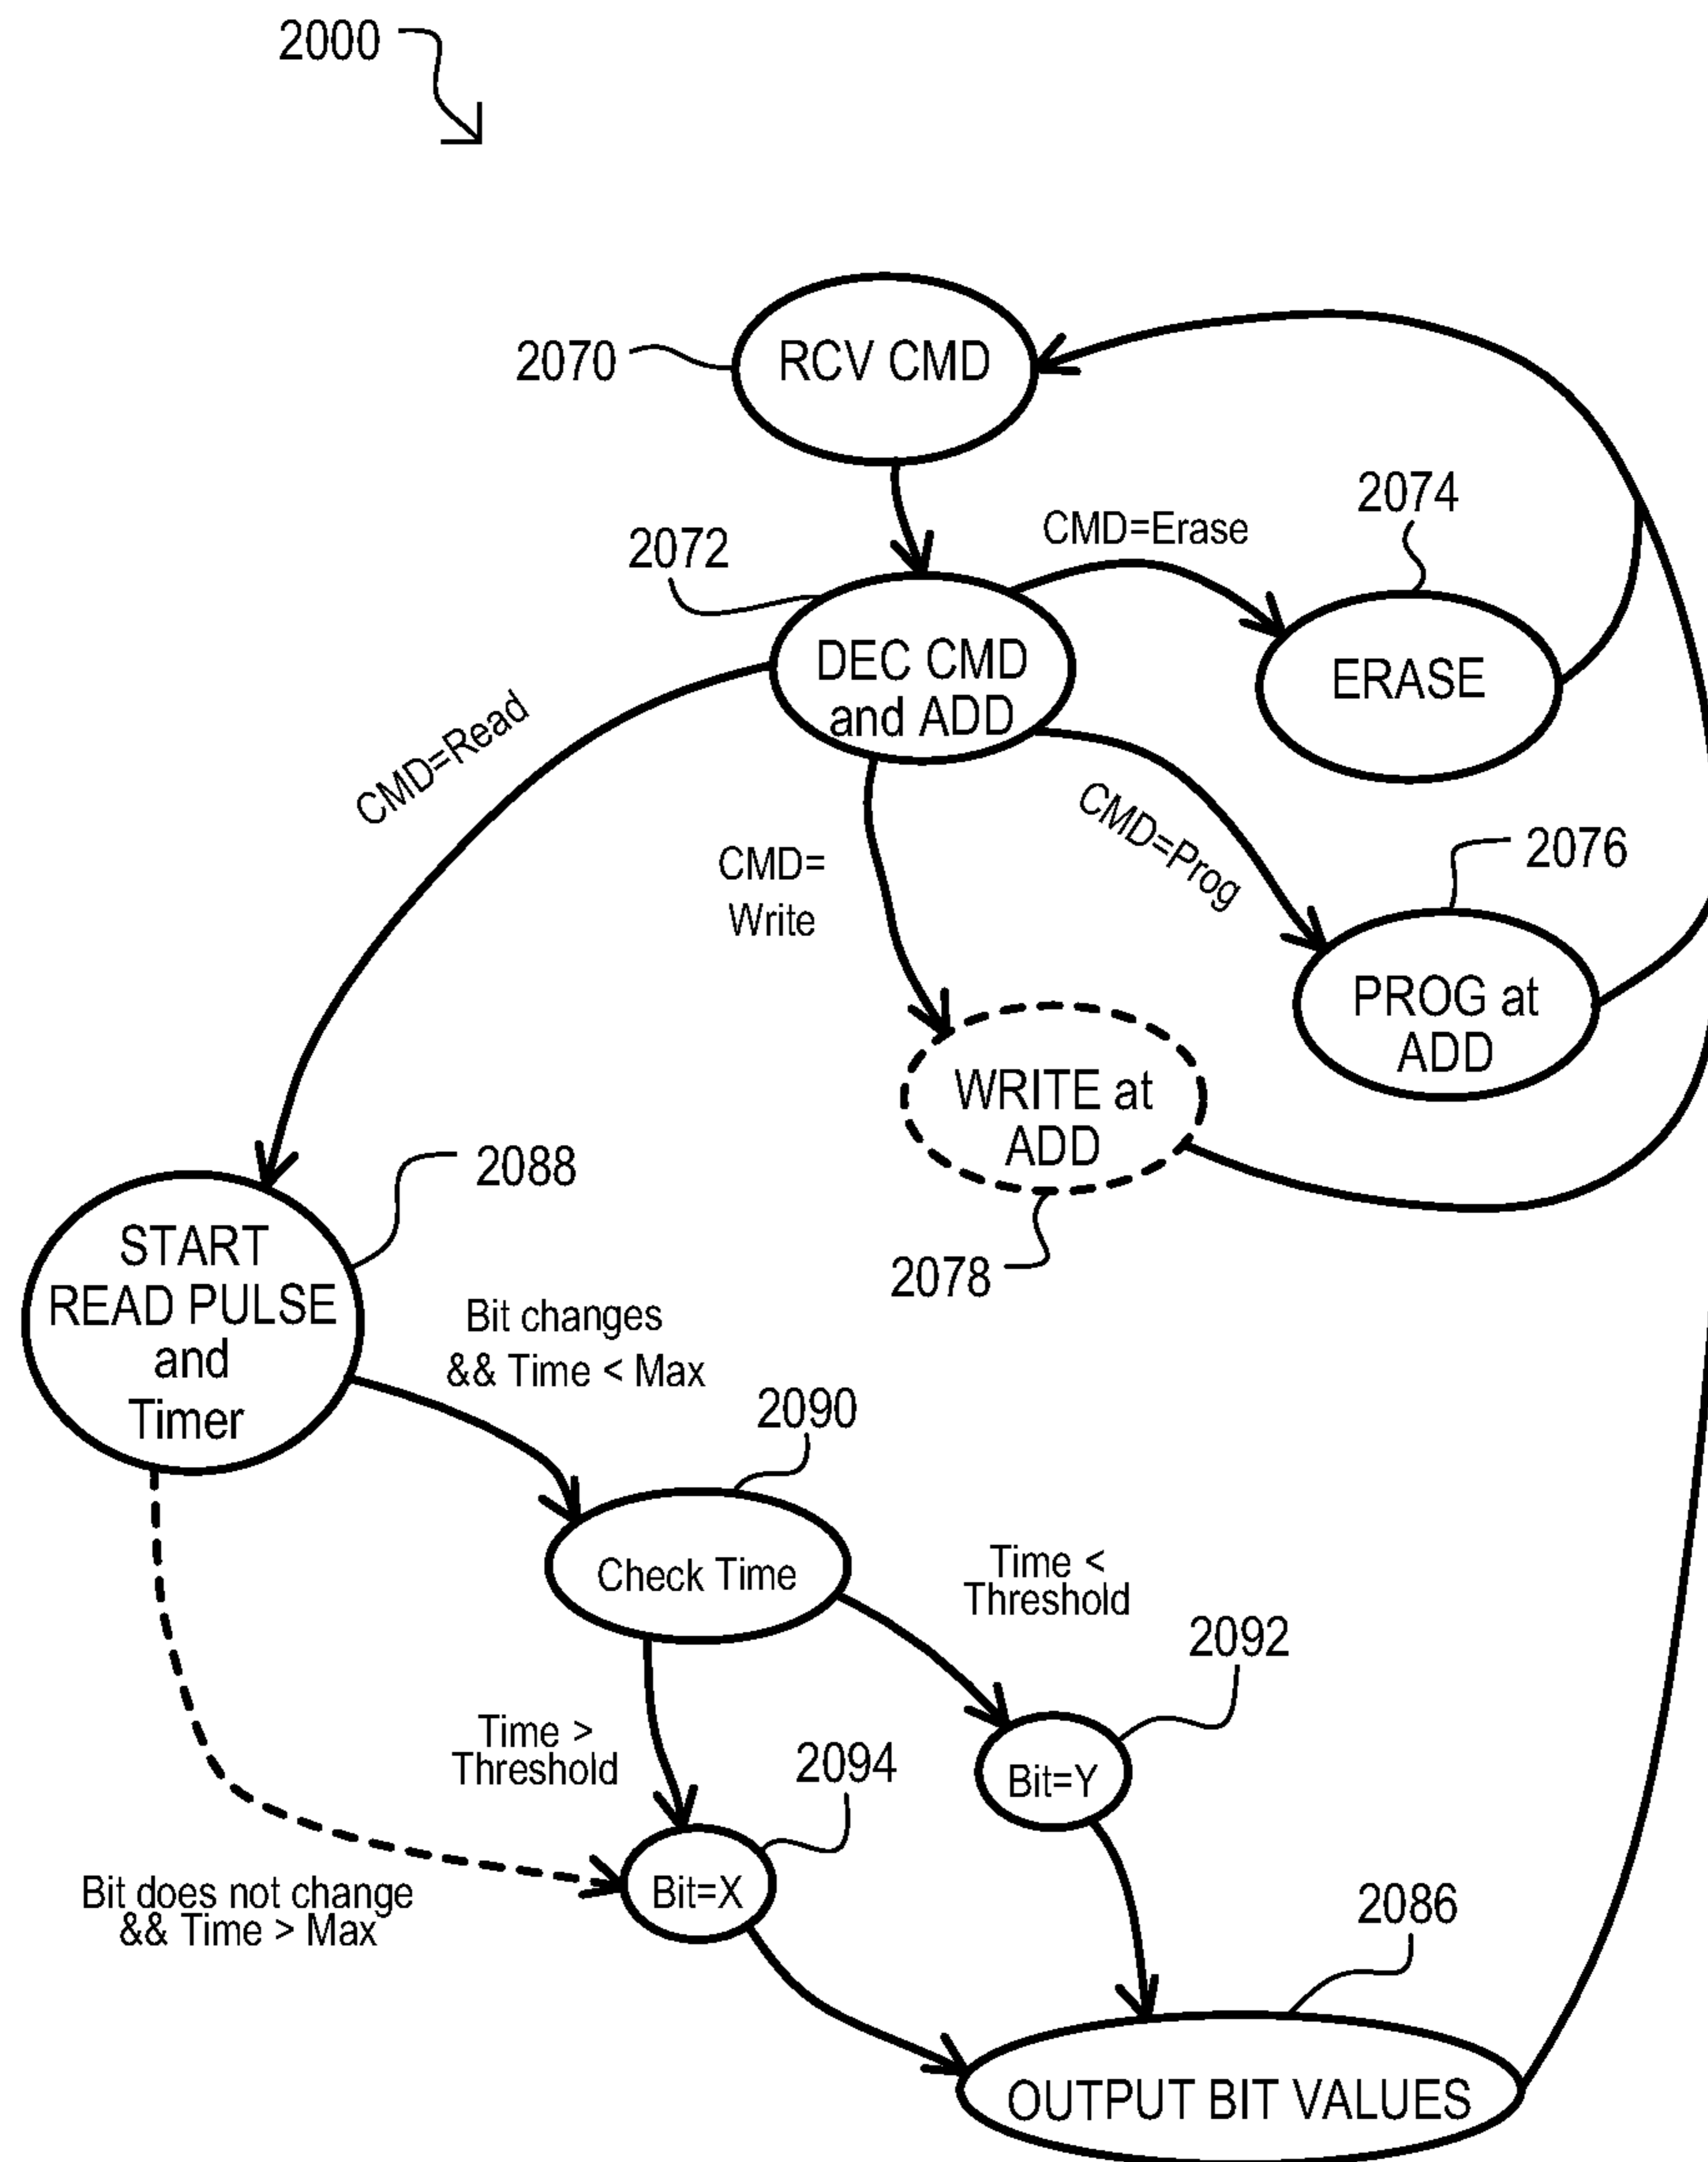 2000
2070
RCV CMD
2072
CMD=Erase
2074
DEC CMD
and ADD
ERASE
CMD=Read
CMD=
Write
CMD=Prog
2076
PROG at
ADD
WRITE at
ADD
2078
2088
START
READ PULSE
and
Timer
Bit changes
&& Time < Max
2090
Check Time
Time <
Threshold
2092
Time >
Threshold
2094
Bit=Y
Bit=X
Bit does not change
&& Time > Max
2086
OUTPUT BIT VALUES